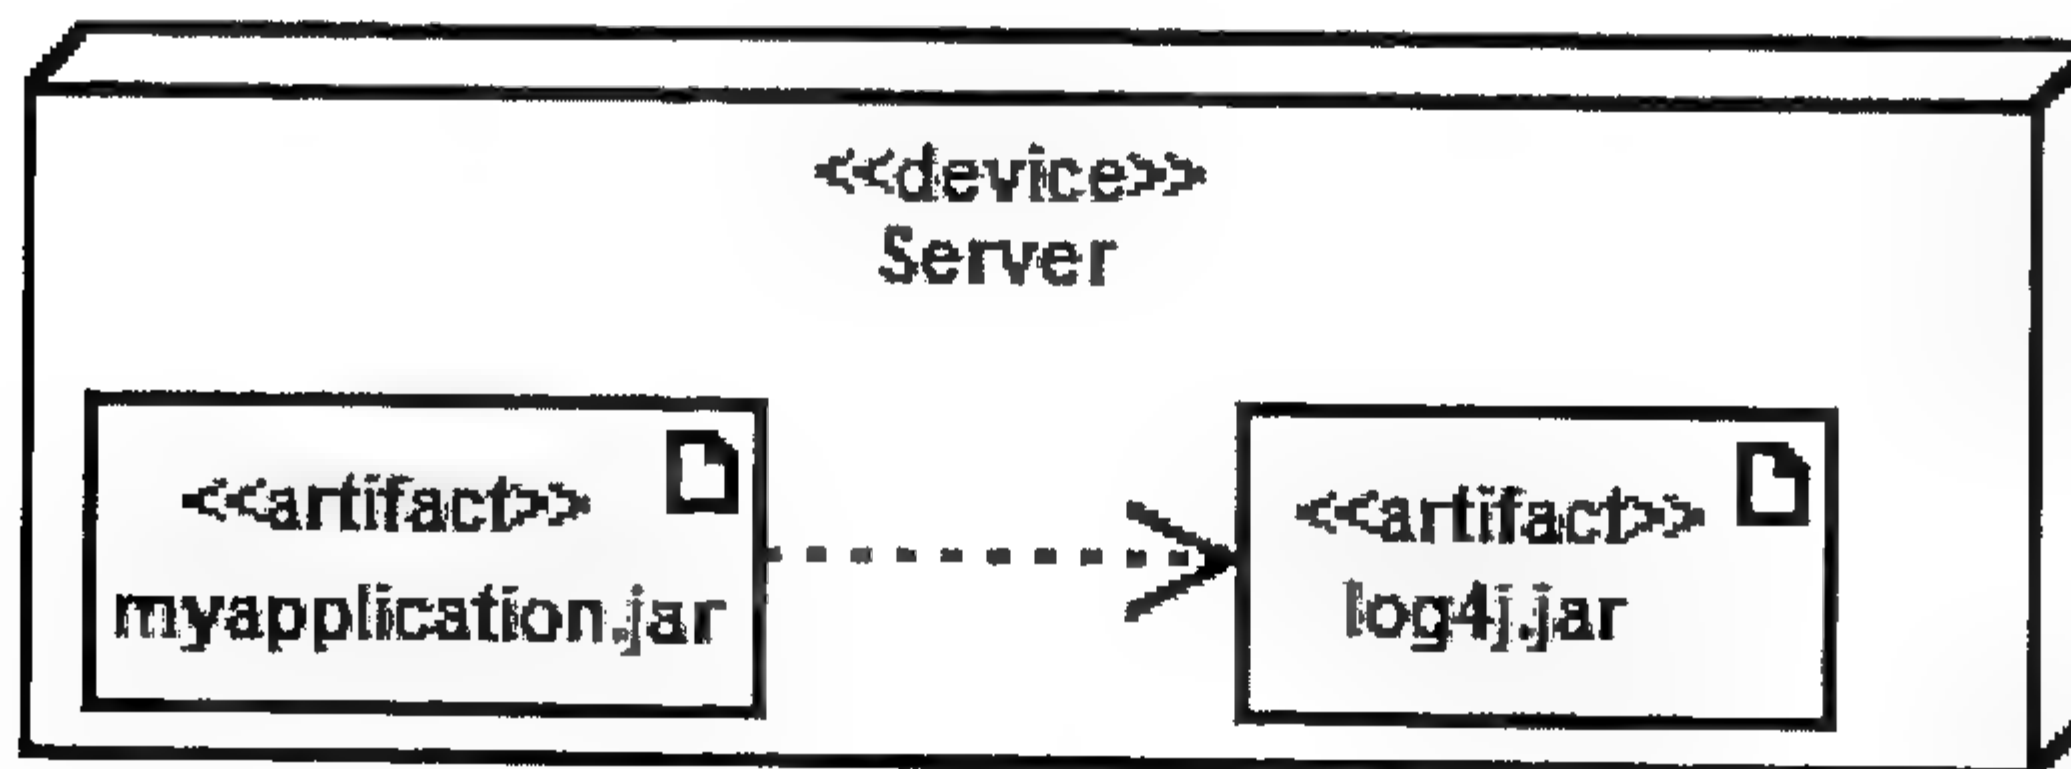 <<device>>
Server
<<artifact>>
myapplication.jar
<<artifact>>
log4j.jar